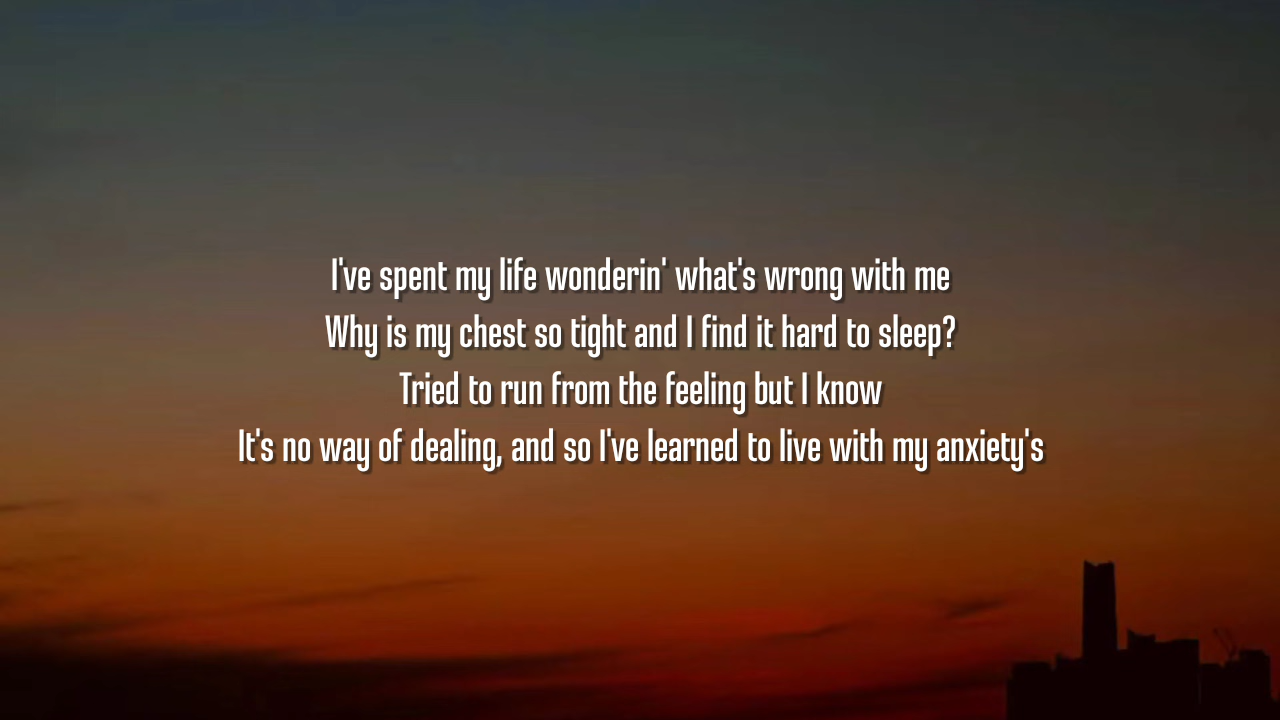 I've spent my life wonderin' what's wrong with me
Why is my chest so tight and I find it hard to sleep?
Tried to run from the feeling but I know
It's no way of dealing, and so I've learned to live with my anxiety's